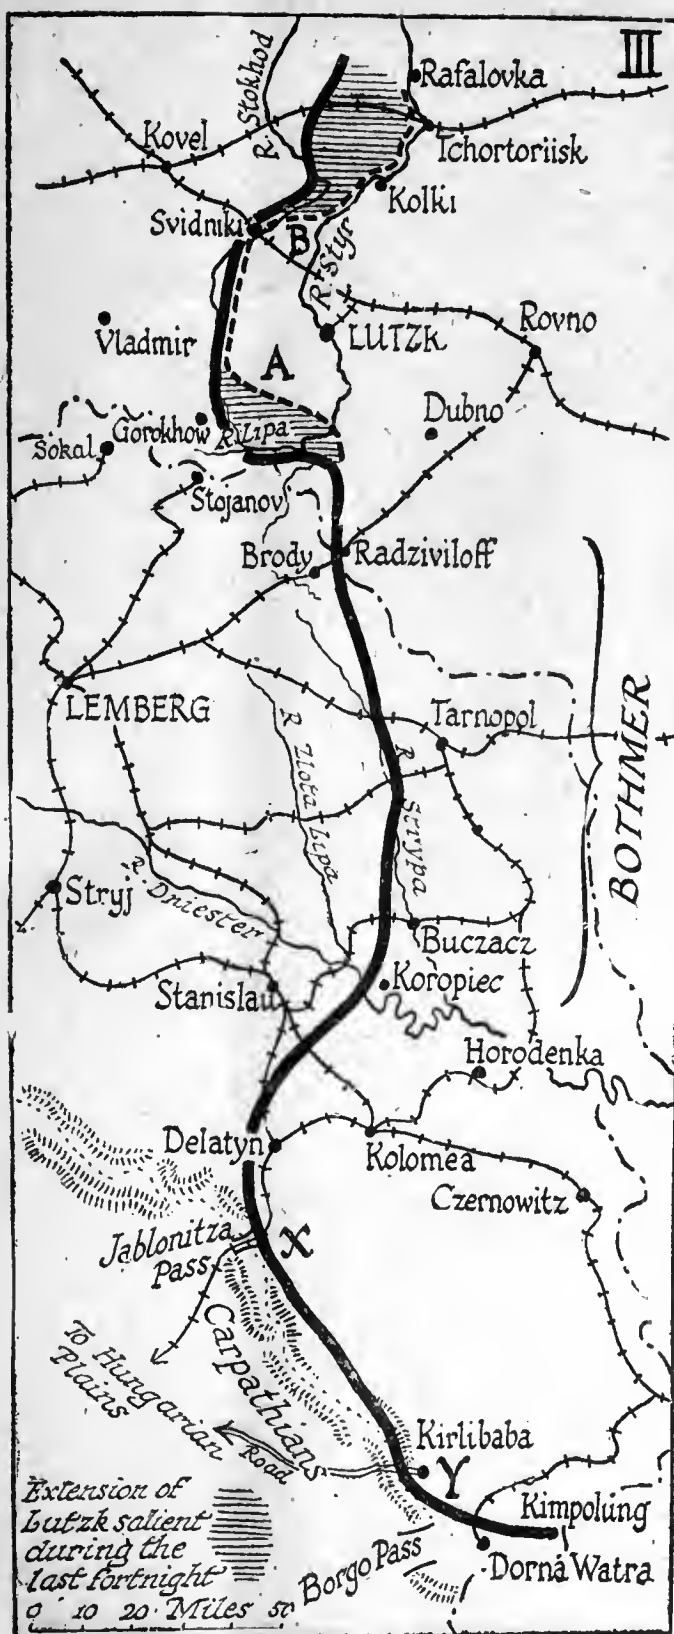 III
R. Stokhod
Rafalovka
Kovel
Tchortoriisk
Kolki
Svidniki
B
R. Styr
Vladmir
LUTZK
Rovno
A
Dubno
Gorokhow
R. Lipa
Sokal
Stojanov
Brody
Radziviloff
LEMBERG
Tarnopol
R. Zlota Lipa
R. Strypa
BOTHMER
R. Dniester
Stryj
Buczacz
Stanislau
Koropiec
Horodenka
Delatyn
Kolomea
Czernowitz
Jablonitza
Pass
X
To Hungarian
Plains
Carpathians
Road
Kirlibaba
Y
Kimpolung
Borgo Pass
Dorna Watra
Extension of
Lutzk salient
during the
last fortnight
0 10 20 Miles 50